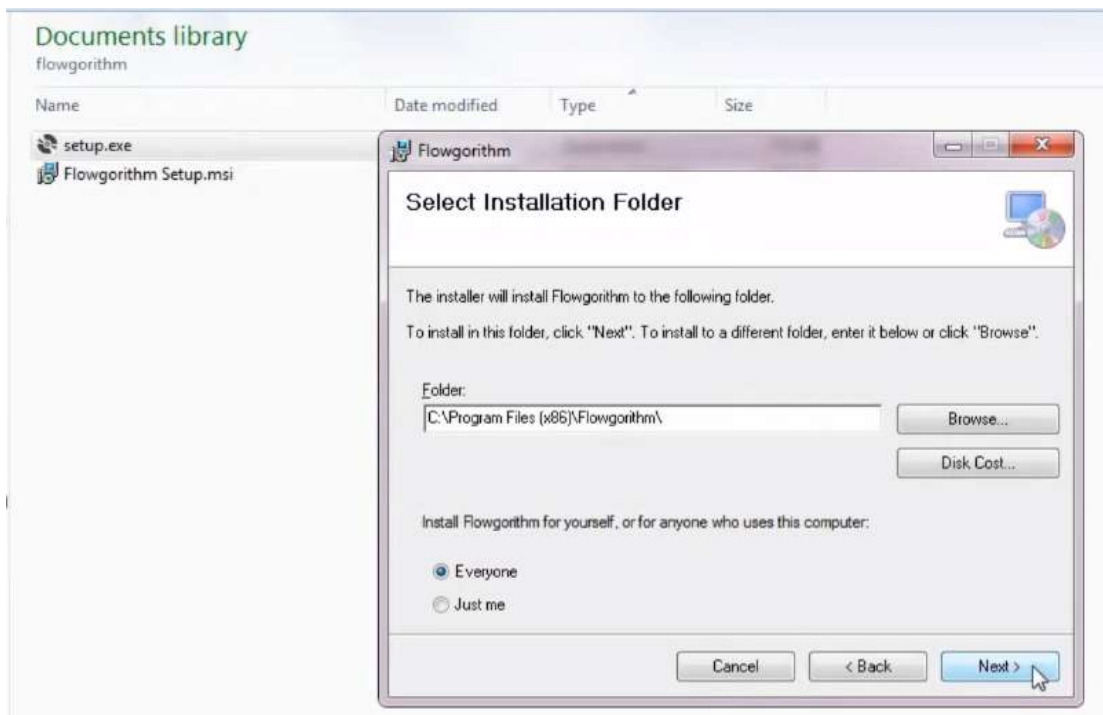 Documents library
flowgorithm
Name Date modified Type Size
setup.exe
Flowgorithm Setup.msi
Flowgorithm
Select Installation Folder
The installer will install Flowgorithm to the following folder.
To install in this folder, click "Next". To install to a different folder, enter it below or click "Browse".
Folder:
C:\Program Files (x86)\Flowgorithm\
Browse...
Disk Cost...
Install Flowgorithm for yourself, or for anyone who uses this computer:
Everyone
Just me
Cancel < Back Next >